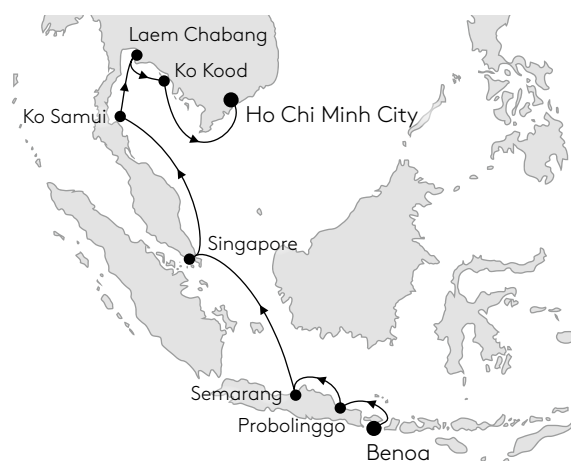 Laem Chabang
Ko Kood
Ho Chi Minh City
Ko Samui
Singapore
Semarang
Probolinggo
Benoa